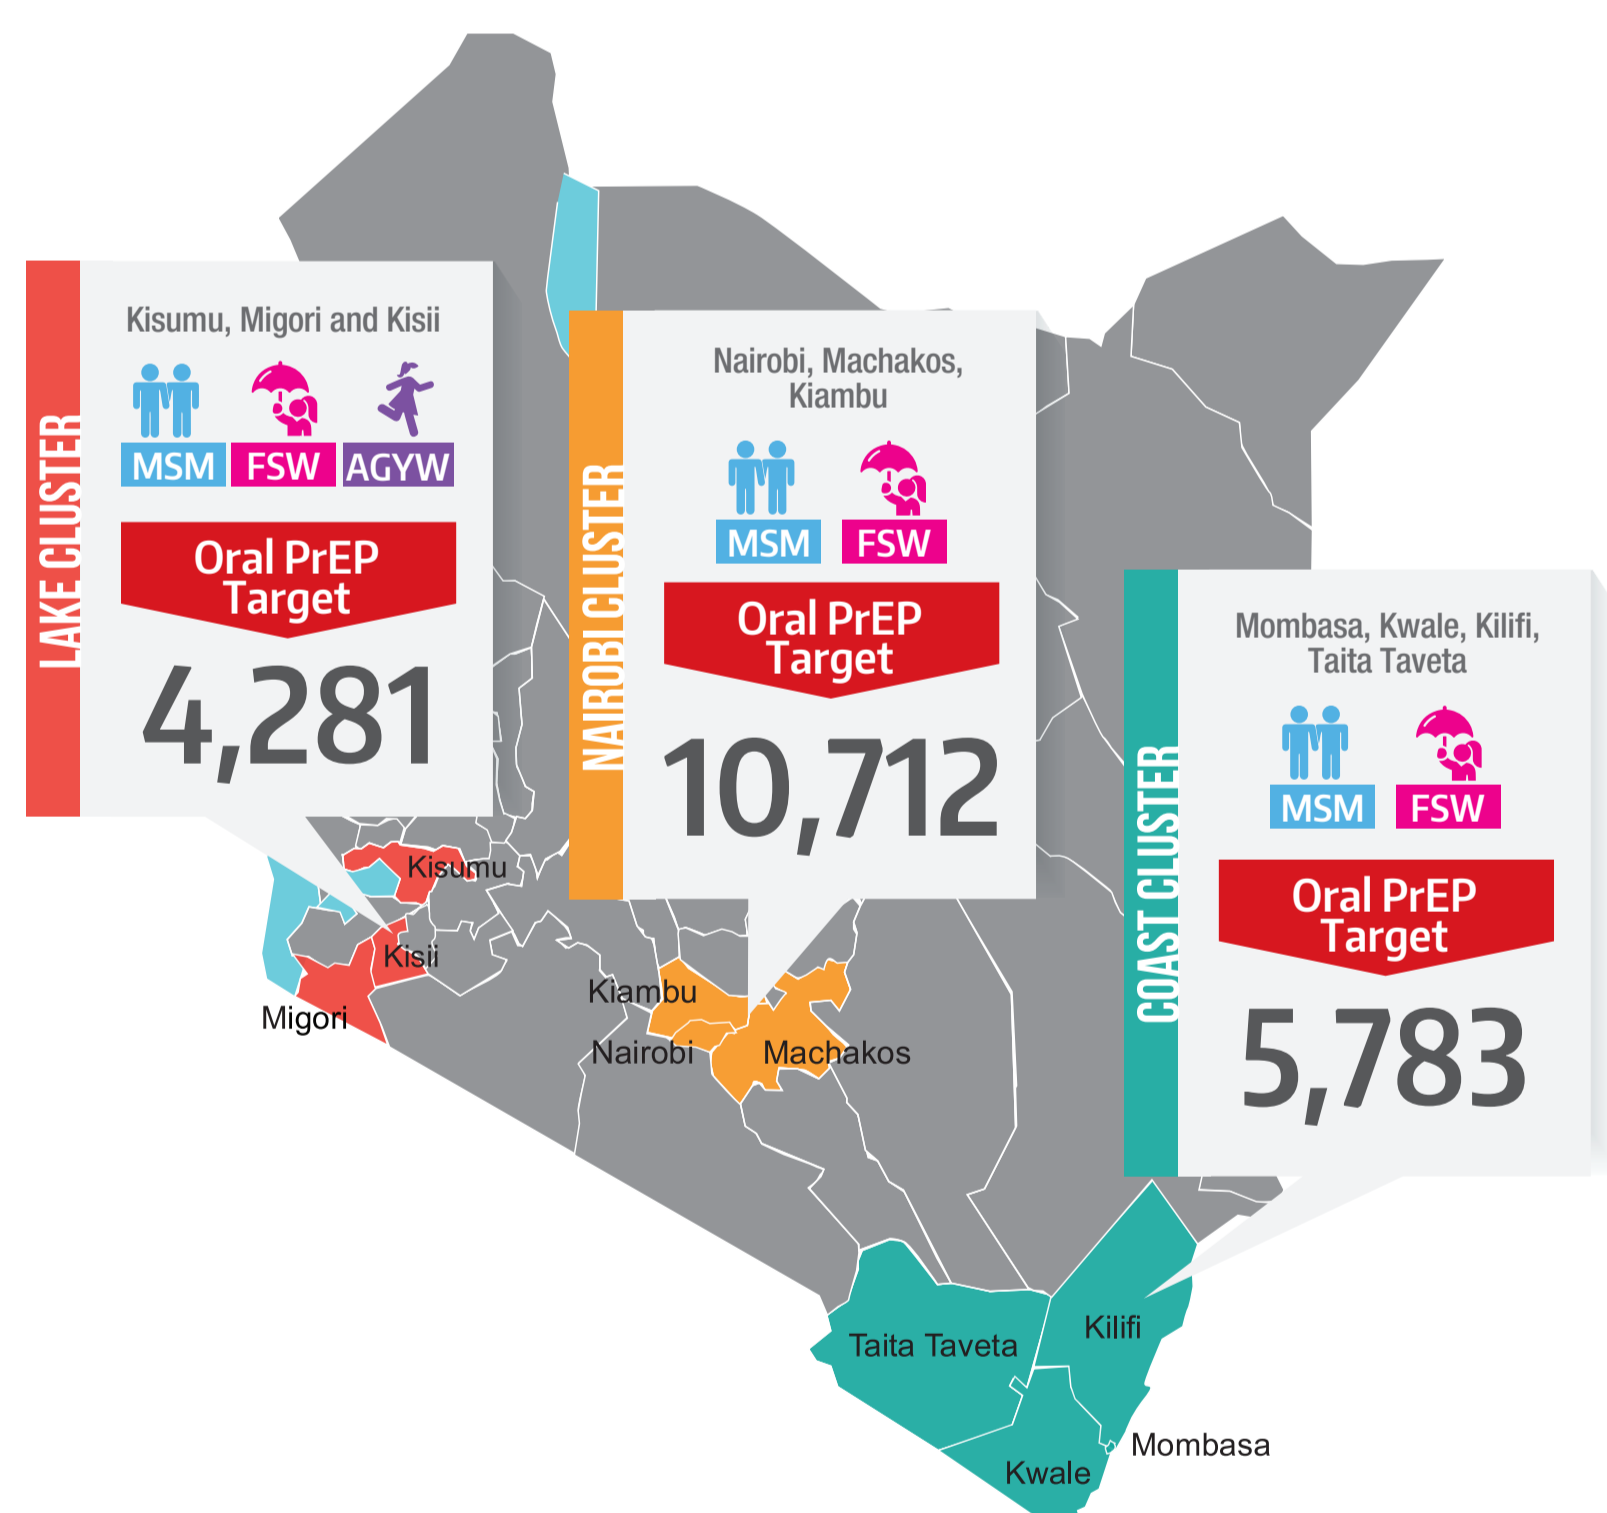 LAKE CLUSTER
Kisumu, Migori and Kisii
MSM
FSW
AGYW
Oral PrEP
Target
4,281
NAIROBI CLUSTER
Nairobi, Machakos,
Kiambu
MSM
FSW
Oral PrEP
Target
10,712
COAST CLUSTER
Mombasa, Kwale, Kilifi,
Taita Taveta
MSM
FSW
Oral PrEP
Target
5,783
Kisumu
Kisii
Migori
Kiambu
Nairobi
Machakos
Taita Taveta
Kilifi
Mombasa
Kwale